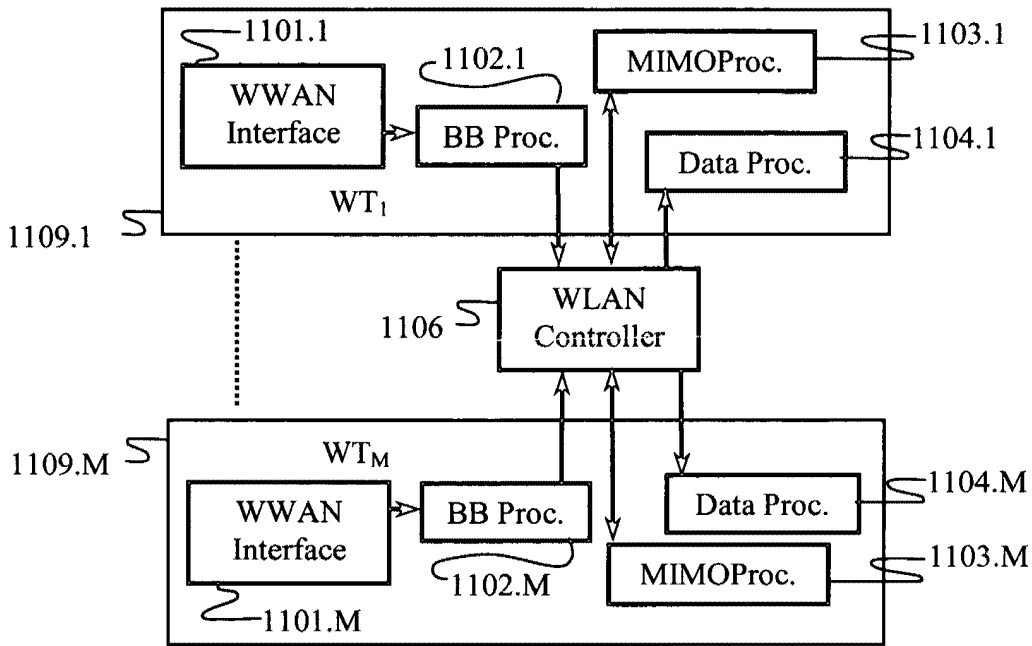 1101.1
1103.1
1102.1
MIMOProc.
WWAN
Interface
BB Proc.
1104.1
Data Proc.
WT1
1109.1
WLAN
Controller
1106
1109.M
WTM
1104.M
WWAN
Interface
BB Proc.
Data Proc.
1103.M
MIMOProc.
1102.M
1101.M